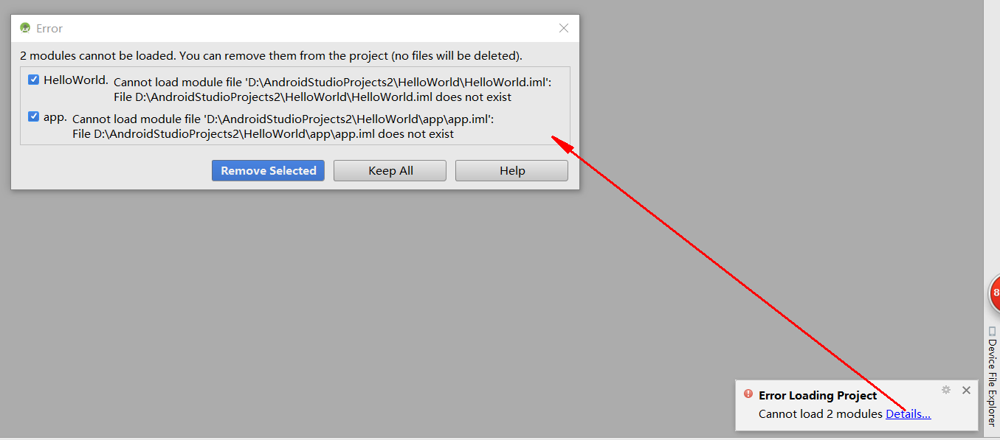 Error
2 modules cannot be loaded. You can remove them from the project (no files will be deleted).
HelloWorld. Cannot load module file 'D:\AndroidStudioProjects2\HelloWorld\HelloWorld.iml':
File D:\AndroidStudioProjects2\HelloWorld\HelloWorld.iml does not exist
app. Cannot load module file 'D:\AndroidStudioProjects2\HelloWorld\app\app.iml':
File D:\AndroidStudioProjects2\HelloWorld\app\app.iml does not exist
Remove Selected
Keep All
Help
8
Device File Explorer
Error Loading Project
Cannot load 2 modules Details...